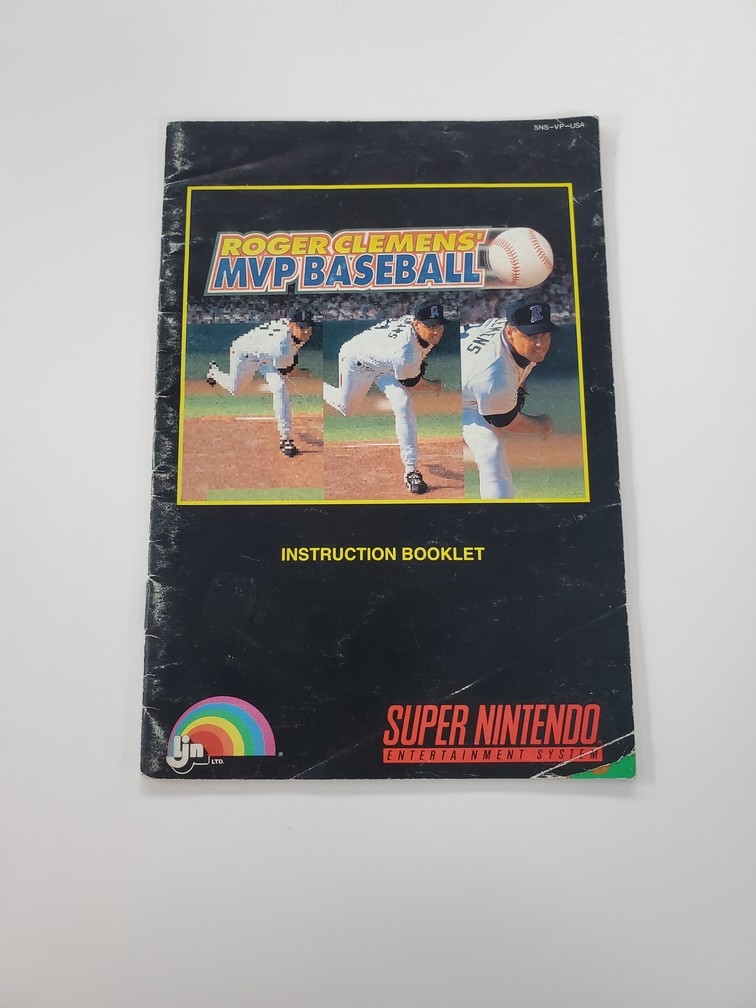 SNS-VP-USA
ROGER CLEMENS'
MVP BASEBALL
R
INSTRUCTION BOOKLET
ljn LTD. ®
SUPER NINTENDO
ENTERTAINMENT SYSTEM